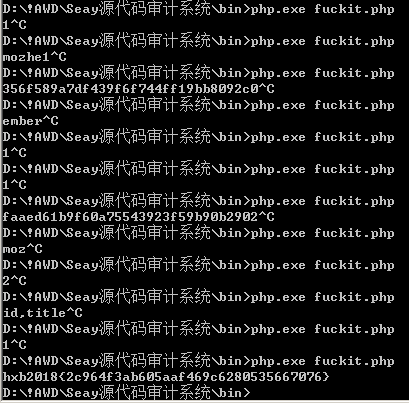 D:\!AWD\Seay源代码审计系统\bin>php.exe fuckit.php
1^C
D:\!AWD\Seay源代码审计系统\bin>php.exe fuckit.php
mozhe1^C
D:\!AWD\Seay源代码审计系统\bin>php.exe fuckit.php
356f589a7df439f6f744ff19bb8092c0^C
D:\!AWD\Seay源代码审计系统\bin>php.exe fuckit.php
ember^C
D:\!AWD\Seay源代码审计系统\bin>php.exe fuckit.php
1^C
D:\!AWD\Seay源代码审计系统\bin>php.exe fuckit.php
1^C
D:\!AWD\Seay源代码审计系统\bin>php.exe fuckit.php
faaed61b9f60a75543923f59b90b2902^C
D:\!AWD\Seay源代码审计系统\bin>php.exe fuckit.php
moz^C
D:\!AWD\Seay源代码审计系统\bin>php.exe fuckit.php
2^C
D:\!AWD\Seay源代码审计系统\bin>php.exe fuckit.php
id,title^C
D:\!AWD\Seay源代码审计系统\bin>php.exe fuckit.php
1^C
D:\!AWD\Seay源代码审计系统\bin>php.exe fuckit.php
hxb2018{2c964f3ab605aaf469c6280535667076}
D:\!AWD\Seay源代码审计系统\bin>